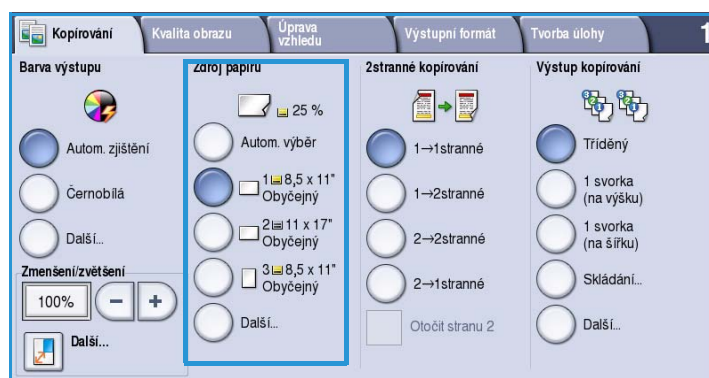 Kopírování
Kvalita obrazu
Úprava
vzhledu
Výstupní formát
Tvorba úlohy
1
Barva výstupu
Autom. zjištění
Černobílá
Další...
Zmenšení/zvětšení
100%
-
+
Další...
Zdroj papíru
25 %
Autom. výběr
1 8,5 x 11"
Obyčejný
2 11 x 17"
Obyčejný
3 8,5 x 11"
Obyčejný
Další...
2stranné kopírování
1→1stranné
1→2stranné
2→2stranné
2→1stranné
Otočit stranu 2
Výstup kopírování
Tříděný
1 svorka
(na výšku)
1 svorka
(na šířku)
Skládání...
Další...